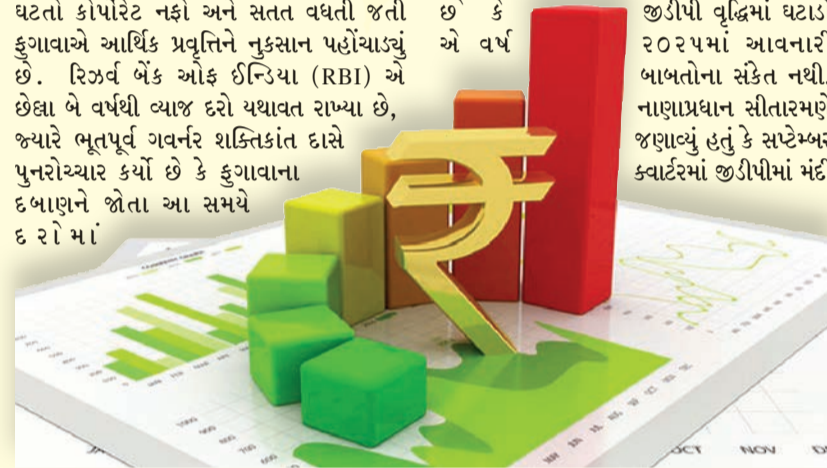 ઘટતો કોર્પોરેટ નફો અને સતત વધતી જતી
ફુગાવાએ આર્થિક પ્રવૃત્તિને નુકસાન પહોંચાડ્યું
છે. રિઝર્વ બેંક ઓફ ઈન્ડિયા (RBI) એ
છેલ્લા બે વર્ષથી વ્યાજ દરો યથાવત રાખ્યા છે,
જ્યારે ભૂતપૂર્વ ગવર્નર શક્તિકાંત દાસે
પુનરોચ્ચાર કર્યો છે કે ફુગાવાના
દબાણને જોતા આ સમયે
દરોમાં
છે કે
એ વર્ષ
જીડીપી વૃદ્ધિમાં ઘટાડ
૨૦૨૫માં આવનારી
બાબતોના સંકેત નથી.
નાણાપ્રધાન સીતારમણે
જણાવ્યું હતું કે સપ્ટેમ્બર
ક્વાર્ટરમાં જીડીપીમાં મંદી
OCT NOV